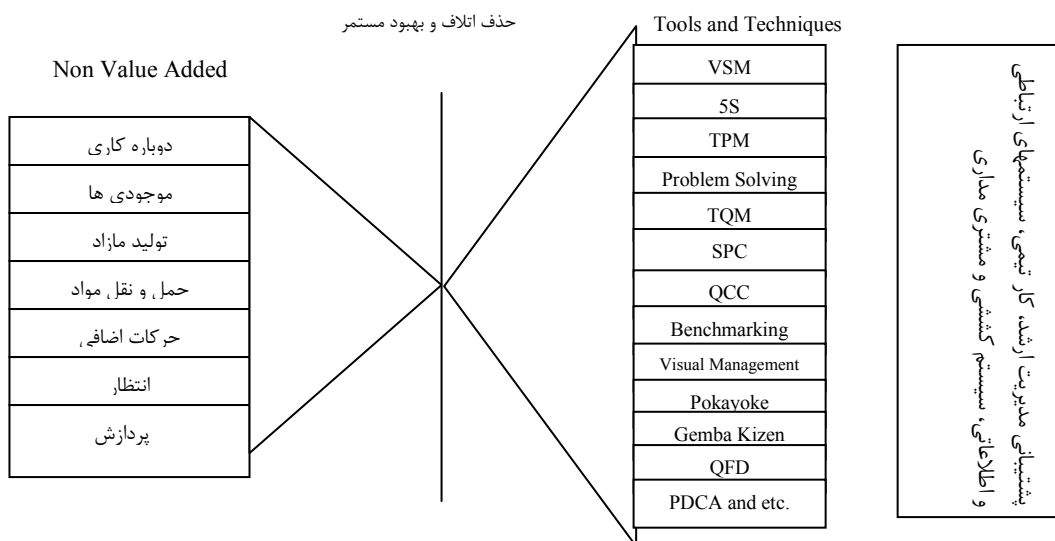 حذف اتلاف و بهبود مستمر
Non Value Added
دوباره کاری
موجودی ها
تولید مازاد
حمل و نقل مواد
حرکات اضافی
انتظار
پردازش
Tools and Techniques
VSM
5S
TPM
Problem Solving
TQM
SPC
QCC
Benchmarking
Visual Management
Pokayoke
Gemba Kizen
QFD
PDCA and etc.
پشتیبانی مدیریت ارشد، کار تیمی، سیستمهای ارتباطی
و اطلاعاتی، سیستم کششی و مشتری مداری